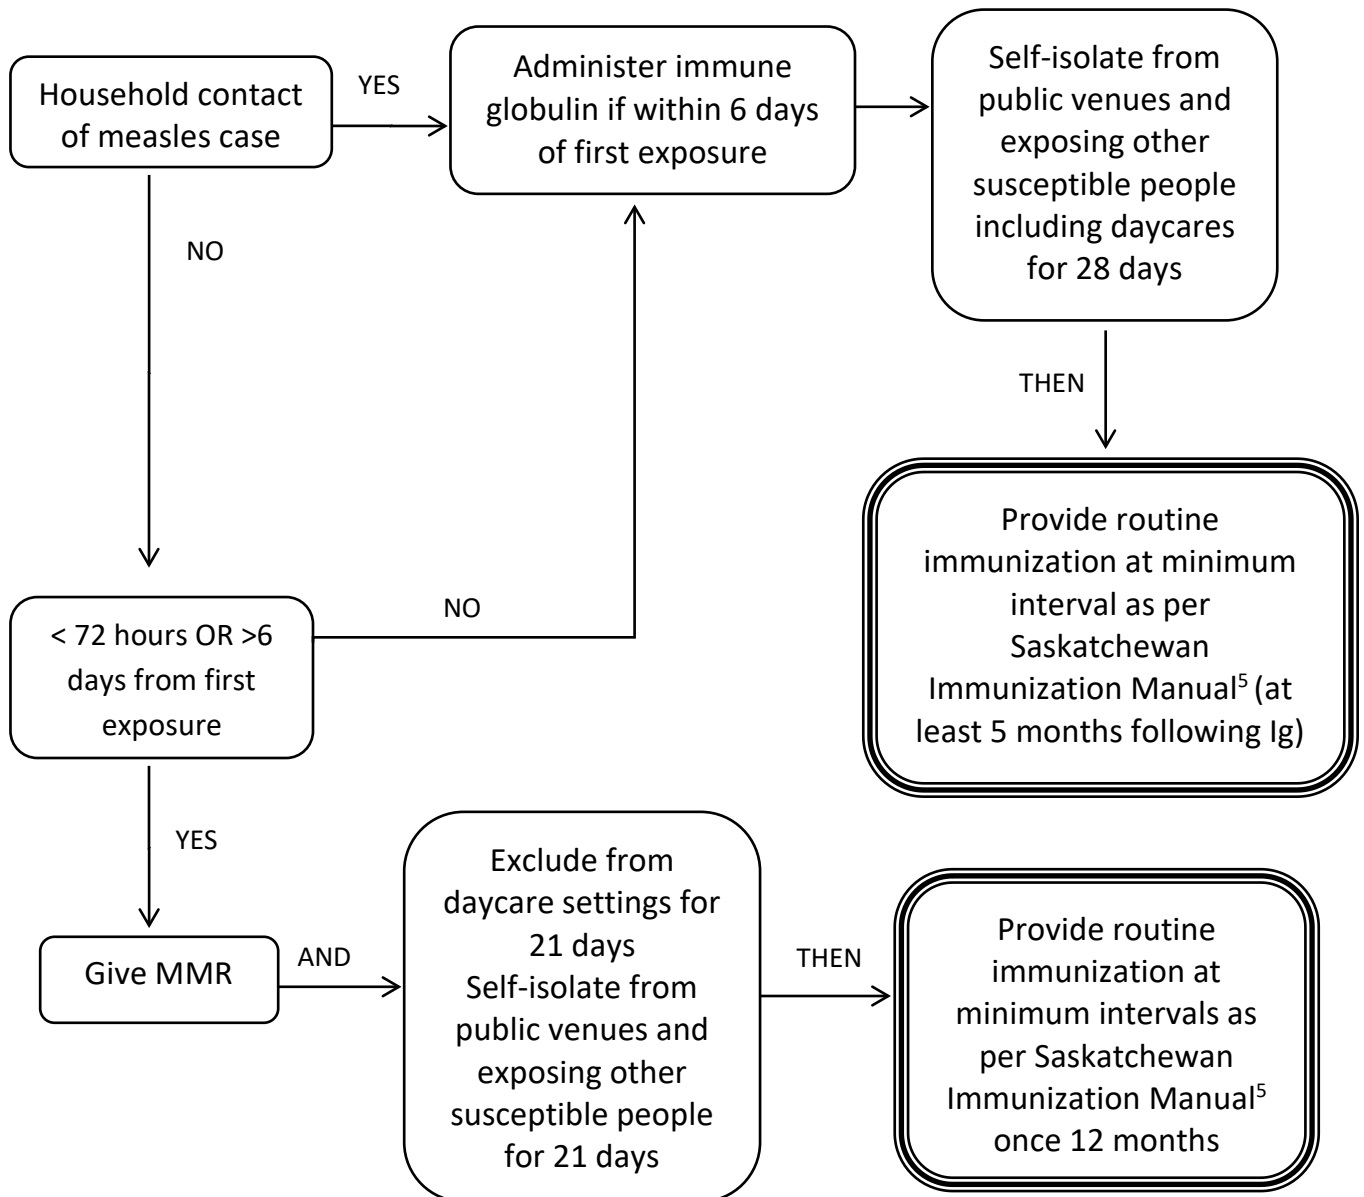 Household contact
of measles case
YES
Administer immune
globulin if within 6 days
of first exposure
Self-isolate from
public venues and
exposing other
susceptible people
including daycares
for 28 days
NO
THEN
Provide routine
immunization at minimum
interval as per
Saskatchewan
Immunization Manual⁵ (at
least 5 months following Ig)
< 72 hours OR >6
days from first
exposure
NO
YES
Give MMR
AND
Exclude from
daycare settings for
21 days
Self-isolate from
public venues and
exposing other
susceptible people
for 21 days
THEN
Provide routine
immunization at
minimum intervals as
per Saskatchewan
Immunization Manual⁵
once 12 months